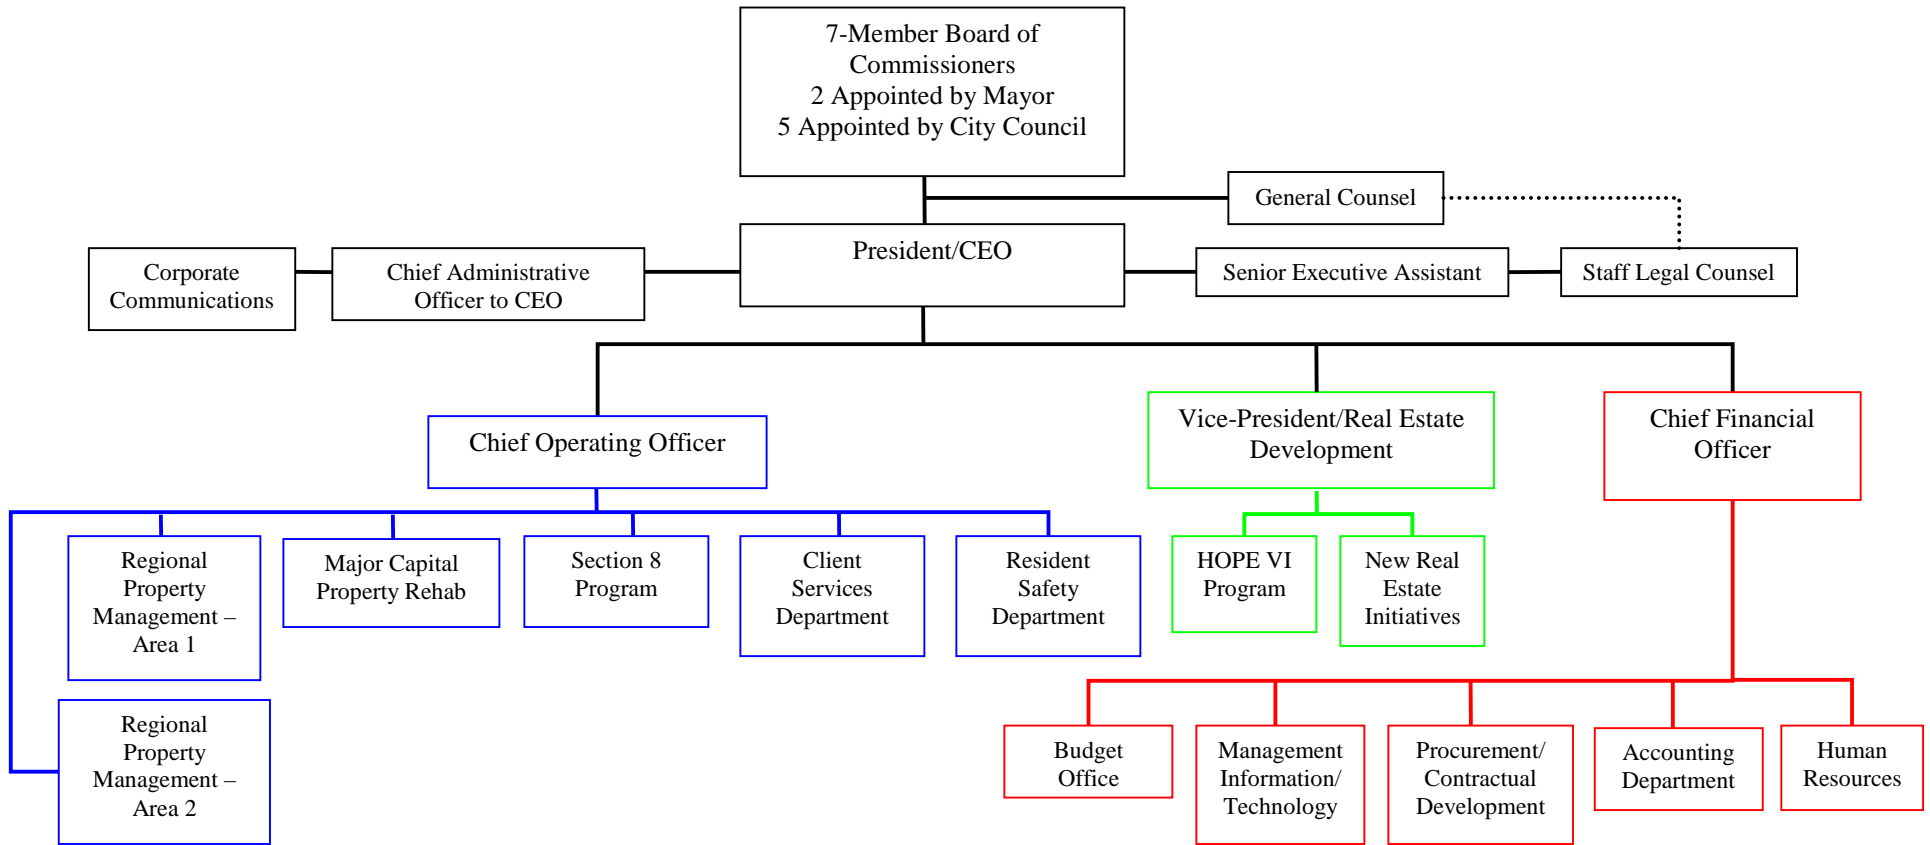 7-Member Board of
Commissioners
2 Appointed by Mayor
5 Appointed by City Council
General Counsel
President/CEO
Corporate
Communications
Chief Administrative
Officer to CEO
Senior Executive Assistant
Staff Legal Counsel
Chief Operating Officer
Vice-President/Real Estate
Development
Chief Financial
Officer
Regional
Property
Management –
Area 1
Major Capital
Property Rehab
Section 8
Program
Client
Services
Department
Resident
Safety
Department
HOPE VI
Program
New Real
Estate
Initiatives
Regional
Property
Management –
Area 2
Budget
Office
Management
Information/
Technology
Procurement/
Contractual
Development
Accounting
Department
Human
Resources